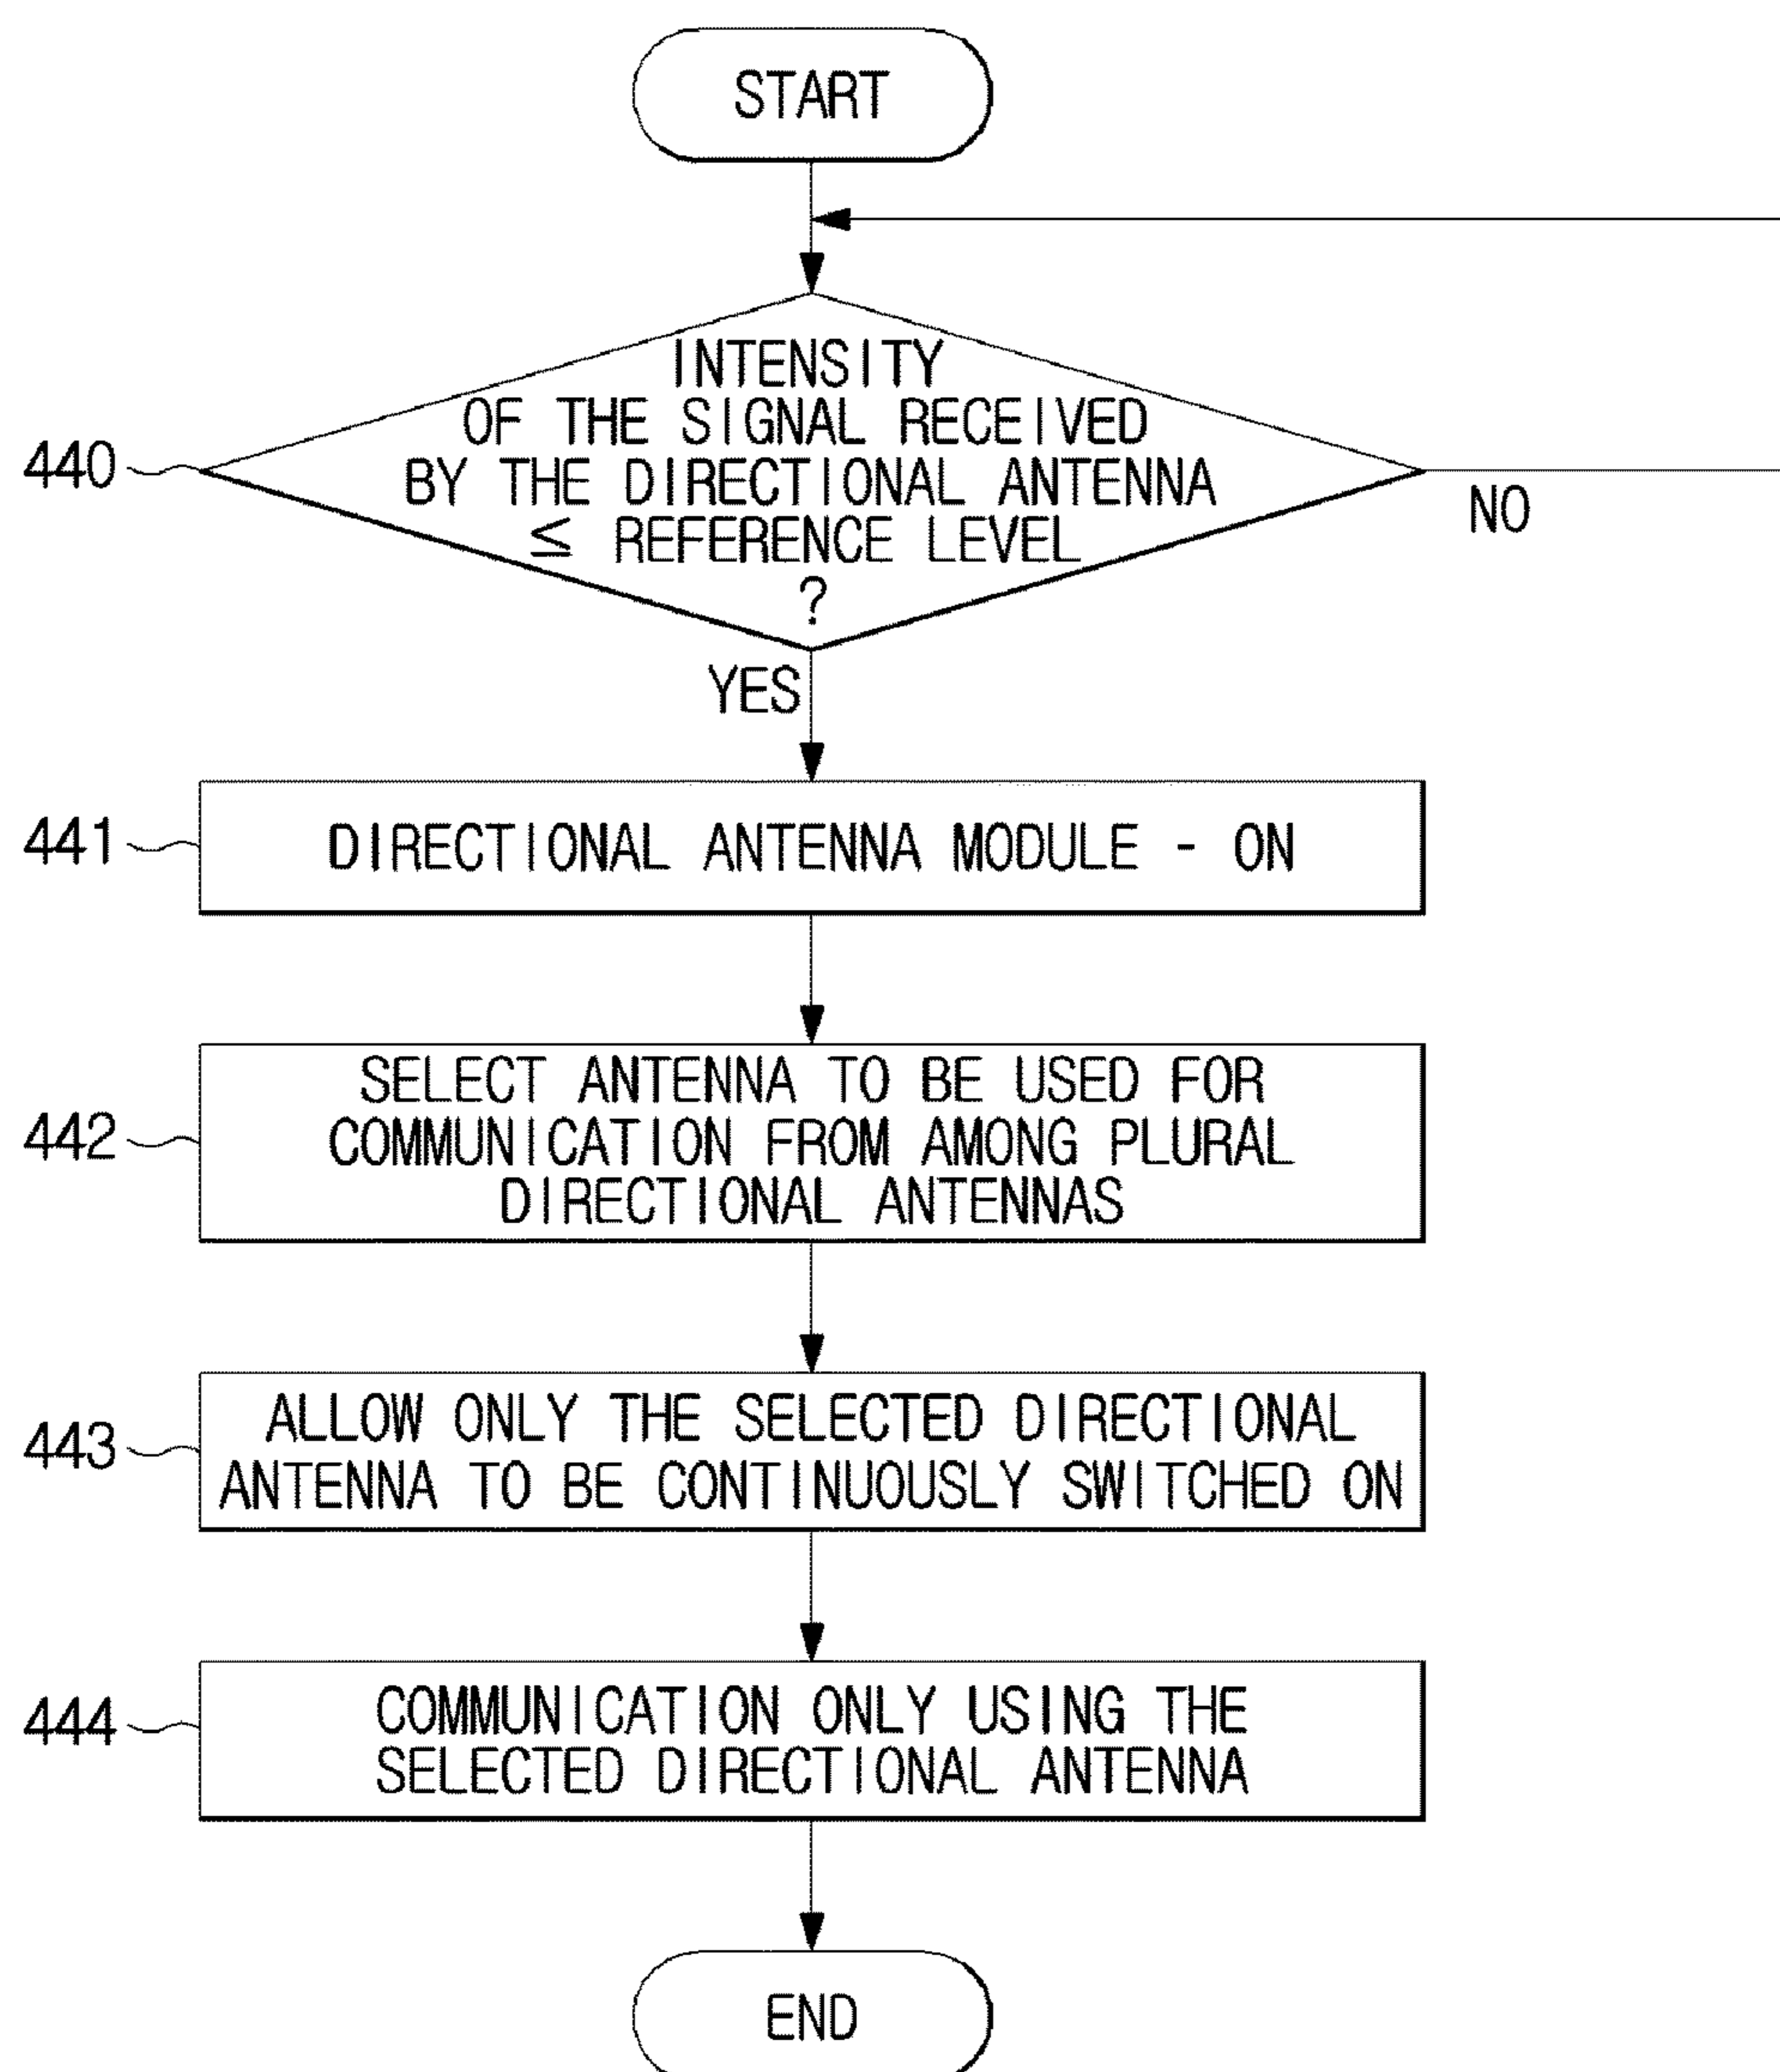 START
INTENSITY
OF THE SIGNAL RECEIVED
BY THE DIRECTIONAL ANTENNA
≤ REFERENCE LEVEL
?
440
NO
YES
441
DIRECTIONAL ANTENNA MODULE - ON
442
SELECT ANTENNA TO BE USED FOR
COMMUNICATION FROM AMONG PLURAL
DIRECTIONAL ANTENNAS
443
ALLOW ONLY THE SELECTED DIRECTIONAL
ANTENNA TO BE CONTINUOUSLY SWITCHED ON
444
COMMUNICATION ONLY USING THE
SELECTED DIRECTIONAL ANTENNA
END